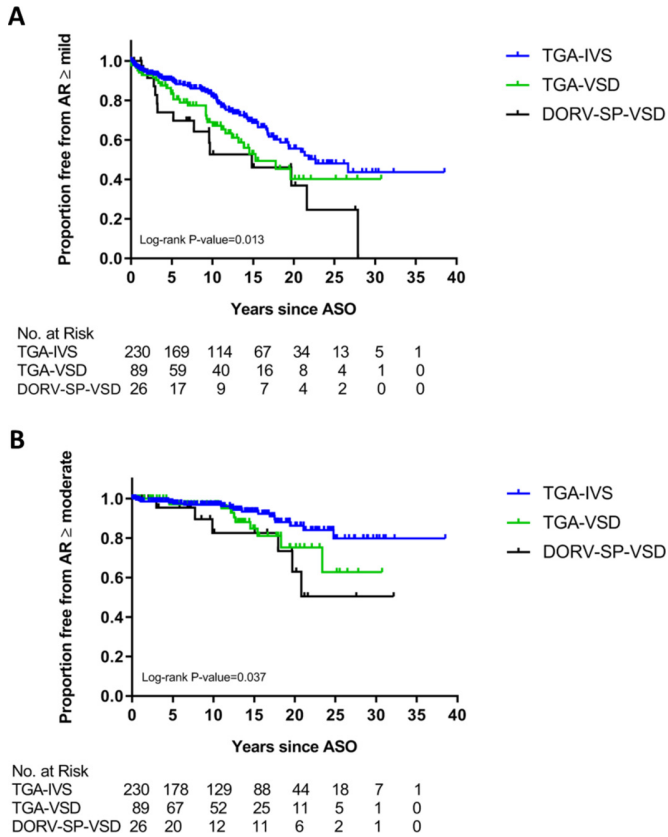 A
TGA-IVS
TGA-VSD
DORV-SP-VSD
Proportion free from AR ≥ mild
1.0
0.8
0.6
0.4
0.2
0.0
Log-rank P-value=0.013
0 5 10 15 20 25 30 35 40
Years since ASO
No. at Risk
TGA-IVS 230 169 114 67 34 13 5 1
TGA-VSD 89 59 40 16 8 4 1 0
DORV-SP-VSD 26 17 9 7 4 2 0 0
B
TGA-IVS
TGA-VSD
DORV-SP-VSD
Proportion free from AR ≥ moderate
1.0
0.8
0.6
0.4
0.2
0.0
Log-rank P-value=0.037
0 5 10 15 20 25 30 35 40
Years since ASO
No. at Risk
TGA-IVS 230 178 129 88 44 18 7 1
TGA-VSD 89 67 52 25 11 5 1 0
DORV-SP-VSD 26 20 12 11 6 2 1 0